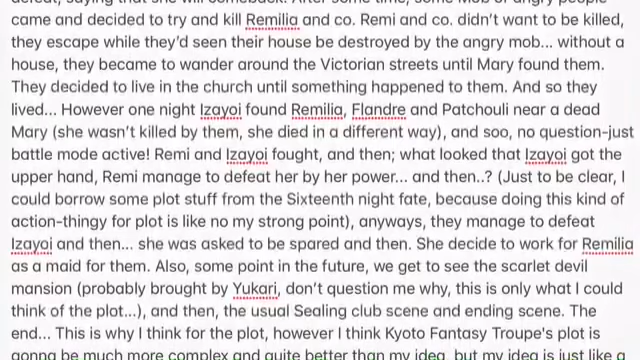 defeat, saying that she will comeback. After some time, some Mob of angry people
came and decided to try and kill Remilia and co. Remi and co. didn’t want to be killed,
they escape while they’d seen their house be destroyed by the angry mob... without a
house, they became to wander around the Victorian streets until Mary found them.
They decided to live in the church until something happened to them. And so they
lived... However one night Izayoi found Remilia, Flandre and Patchouli near a dead
Mary (she wasn’t killed by them, she died in a different way), and soo, no question-just
battle mode active! Remi and Izayoi fought, and then; what looked that Izayoi got the
upper hand, Remi manage to defeat her by her power... and then..? (Just to be clear, I
could borrow some plot stuff from the Sixteenth night fate, because doing this kind of
action-thingy for plot is like no my strong point), anyways, they manage to defeat
Izayoi and then... she was asked to be spared and then. She decide to work for Remilia
as a maid for them. Also, some point in the future, we get to see the scarlet devil
mansion (probably brought by Yukari, don’t question me why, this is only what I could
think of the plot...), and then, the usual Sealing club scene and ending scene. The
end... This is why I think for the plot, however I think Kyoto Fantasy Troupe's plot is
gonna be much more complex and quite better than my idea, but my idea is just like a